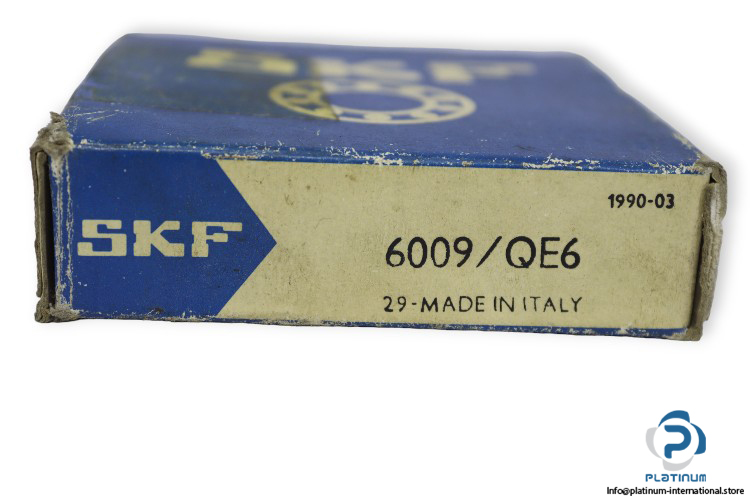 SKF
1990-03
SKF
6009/QE6
29-MADE IN ITALY
PLATINUM
Info@platinum-international.store